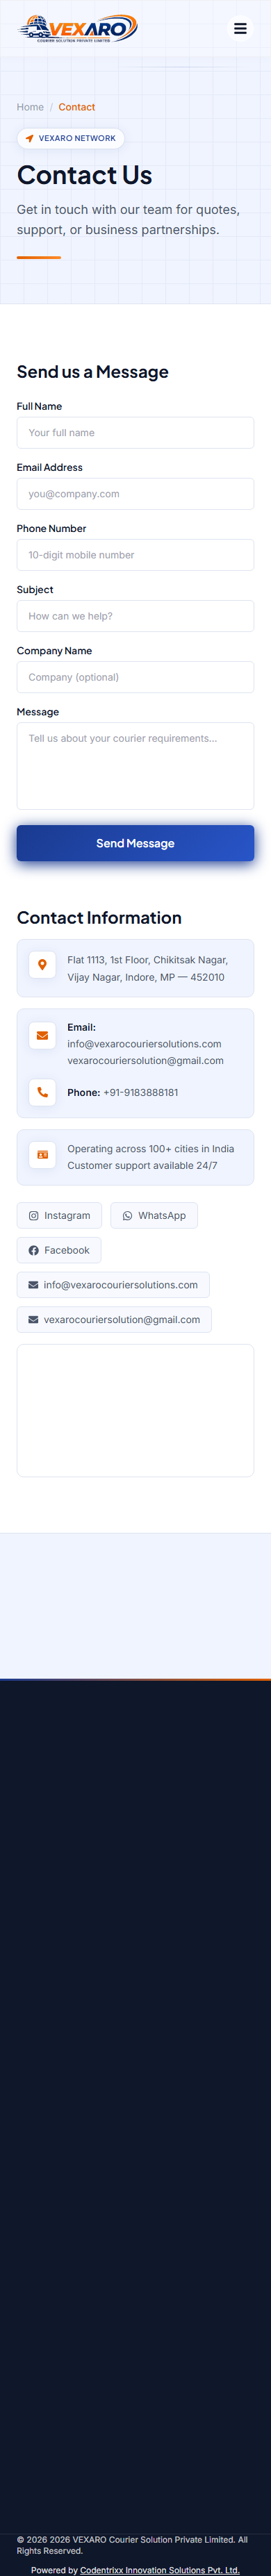 VEXARO
COURIER SOLUTION PRIVATE LIMITED
Home / Contact
VEXARO NETWORK
Contact Us
Get in touch with our team for quotes,
support, or business partnerships.
Send us a Message
Full Name
Your full name
Email Address
you@company.com
Phone Number
10-digit mobile number
Subject
How can we help?
Company Name
Company (optional)
Message
Tell us about your courier requirements...
Send Message
Contact Information
Flat 1113, 1st Floor, Chikitsak Nagar,
Vijay Nagar, Indore, MP — 452010
Email:
info@vexarocouriersolutions.com
vexarocouriersolution@gmail.com
Phone: +91-9183888181
Operating across 100+ cities in India
Customer support available 24/7
Instagram
WhatsApp
Facebook
info@vexarocouriersolutions.com
vexarocouriersolution@gmail.com
© 2026 2026 VEXARO Courier Solution Private Limited. All
Rights Reserved.
Powered by Codentrixx Innovation Solutions Pvt. Ltd.